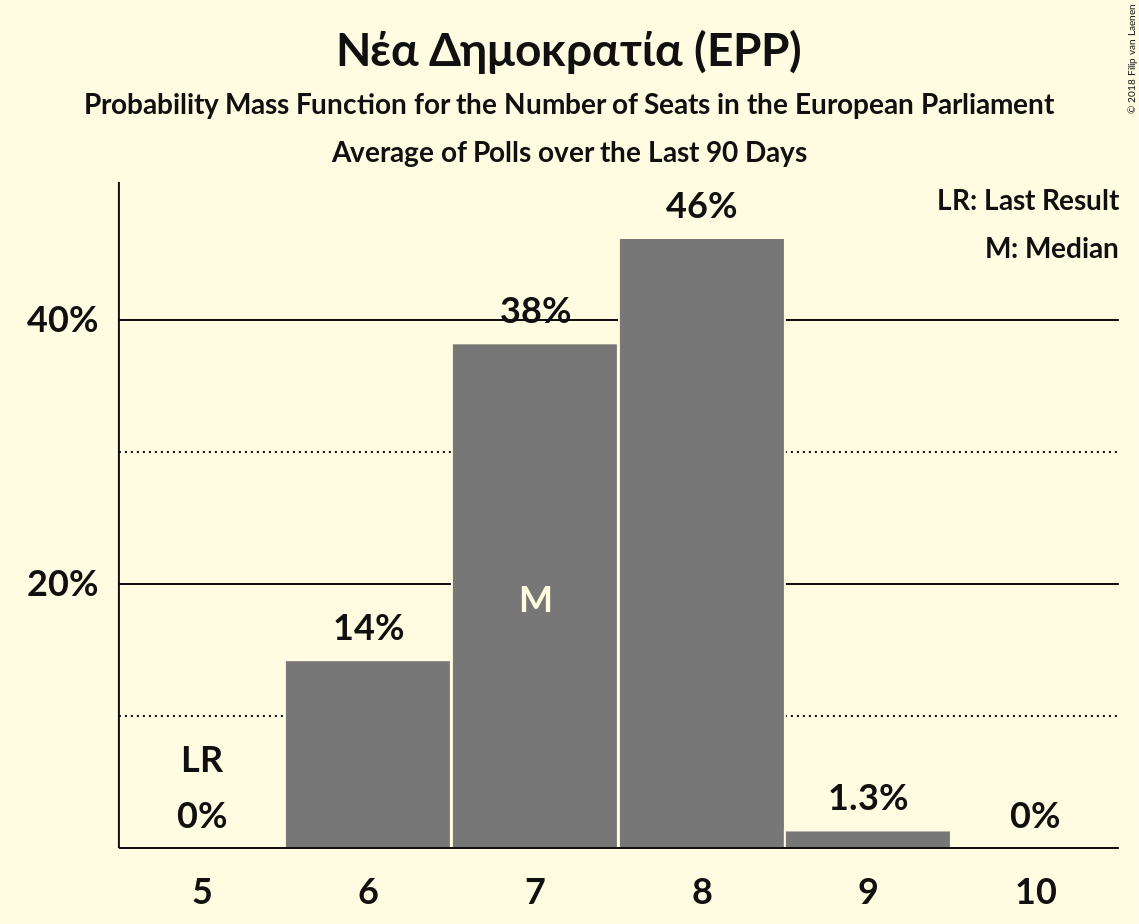 Νέα Δημοκρατία (EPP)
Probability Mass Function for the Number of Seats in the European Parliament
Average of Polls over the Last 90 Days
© 2018 Filip van Laenen
LR: Last Result
M: Median
46%
38%
40%
20%
M
14%
LR
0%
1.3%
0%
5 6 7 8 9 10